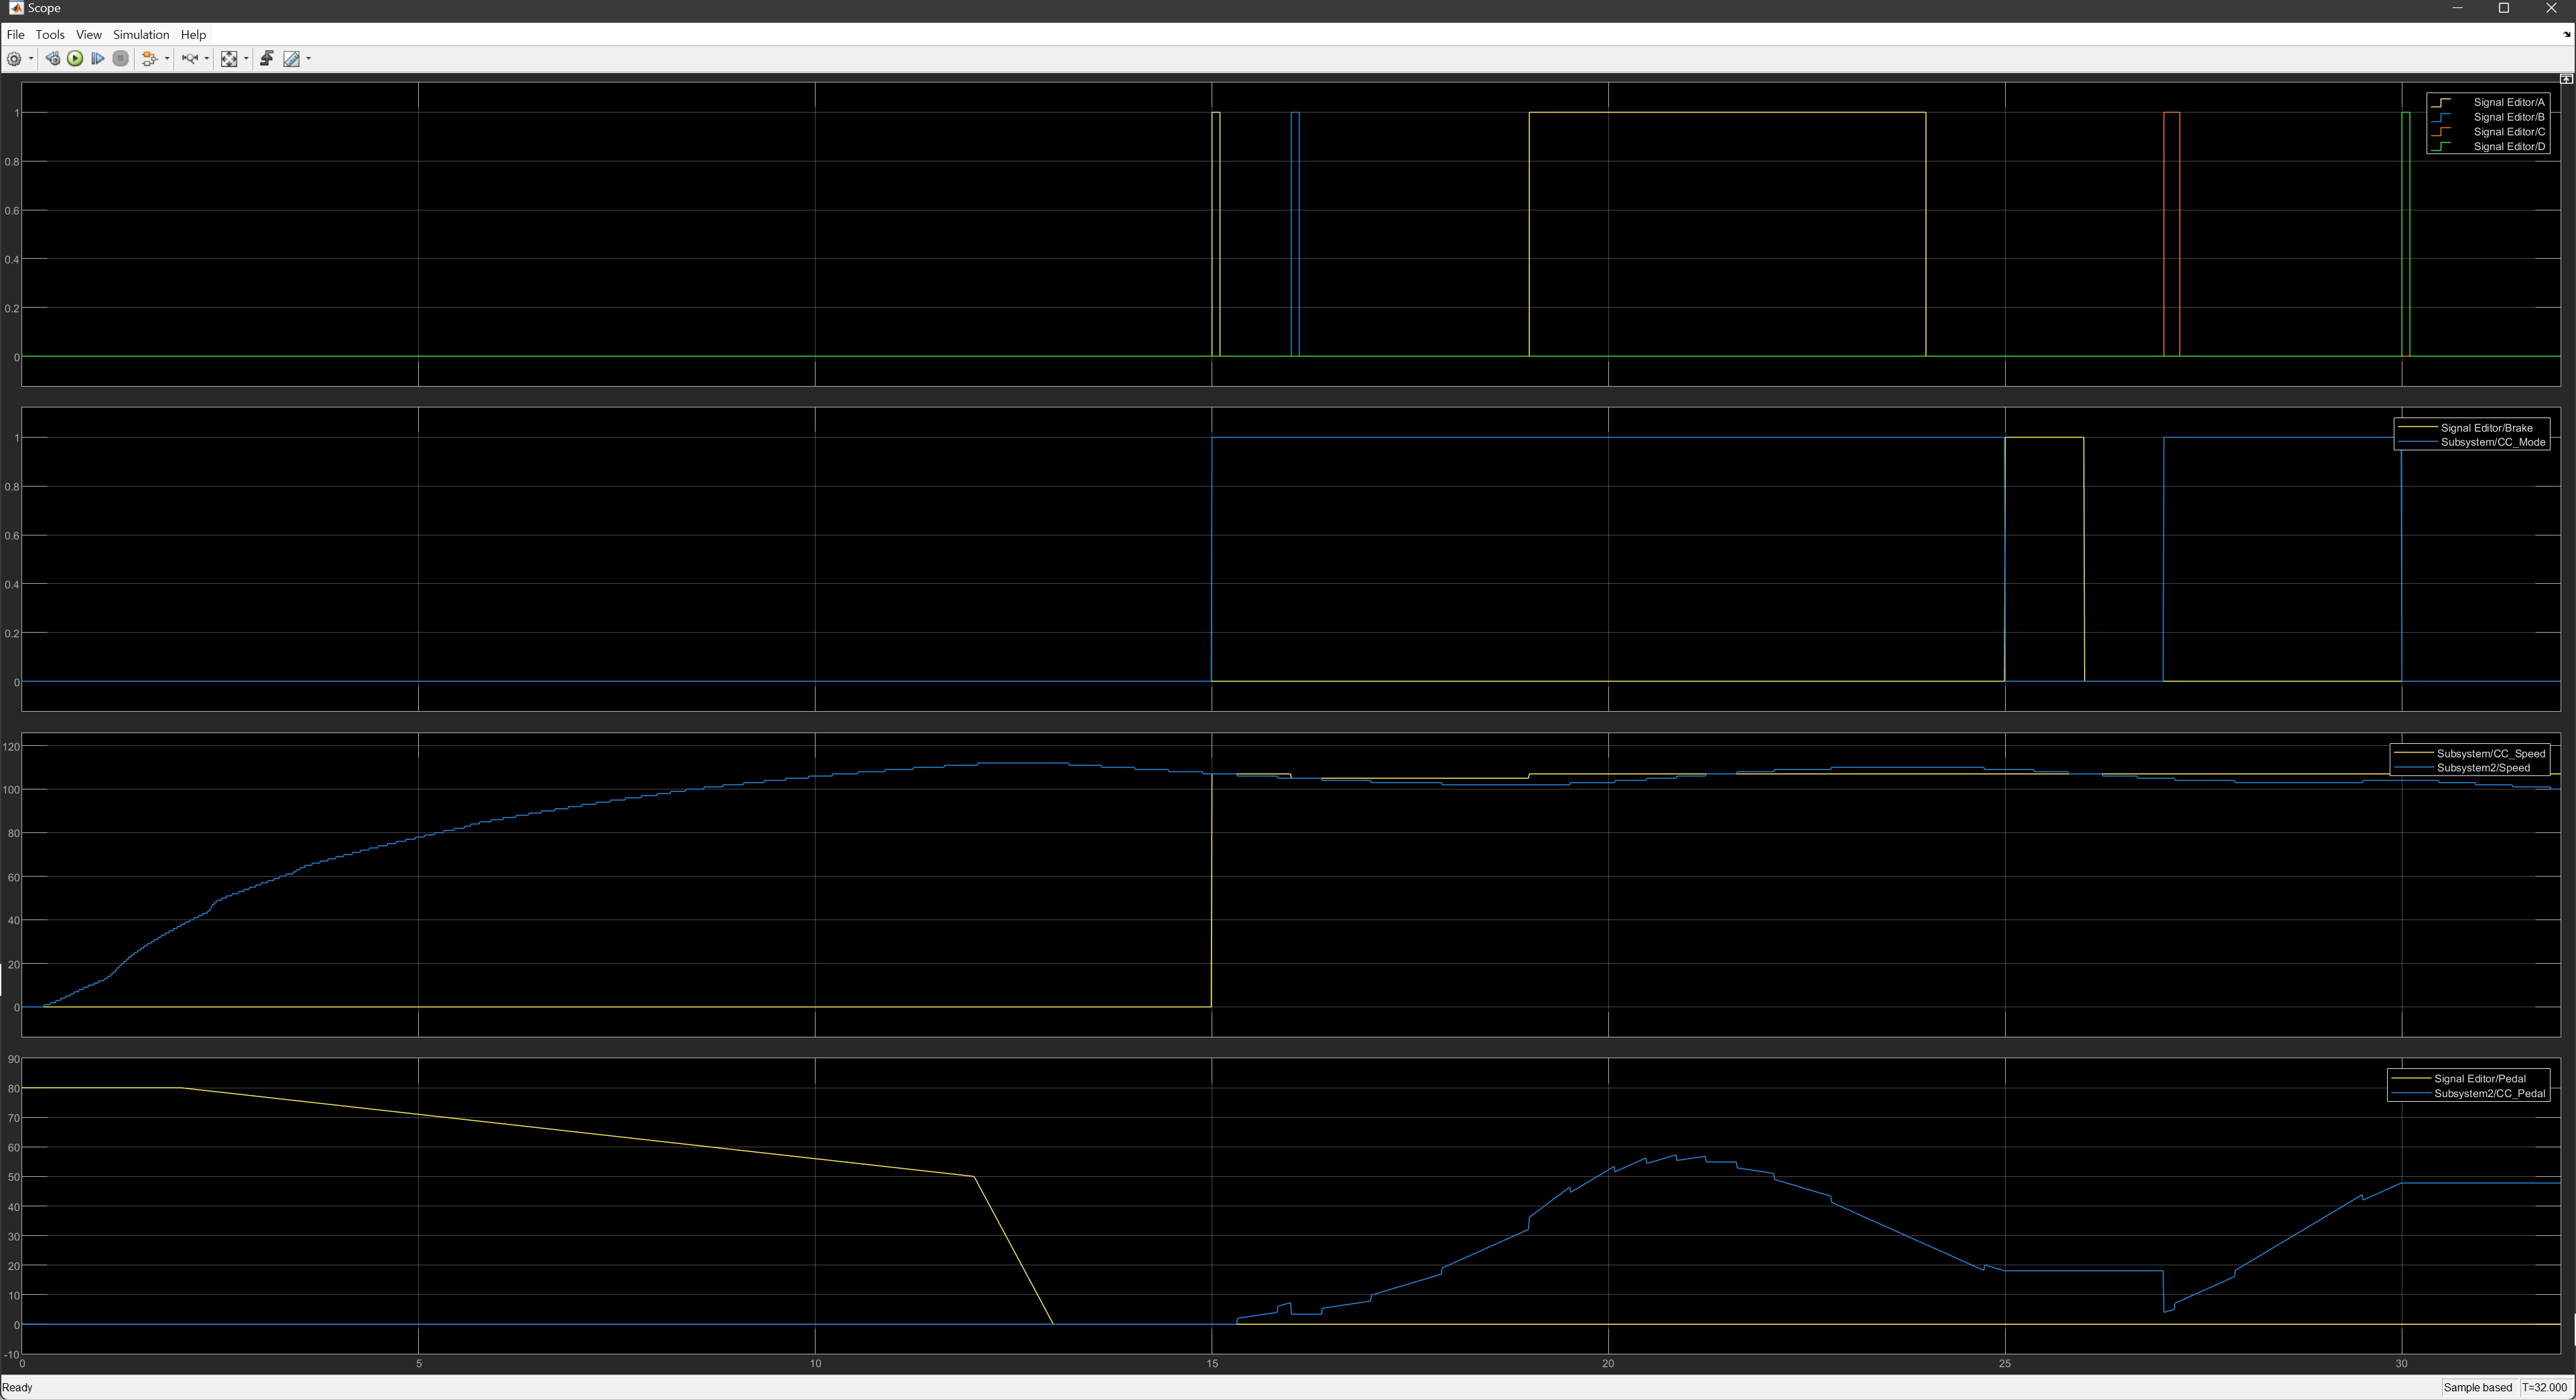 Scope
File Tools View Simulation Help
1
0.8
0.6
0.4
0.2
0
Signal Editor/A
Signal Editor/B
Signal Editor/C
Signal Editor/D
1
0.8
0.6
0.4
0.2
0
Signal Editor/Brake
Subsystem/CC_Mode
120
100
80
60
40
20
0
Subsystem/CC_Speed
Subsystem2/Speed
90
80
70
60
50
40
30
20
10
0
-10
Signal Editor/Pedal
Subsystem2/CC_Pedal
0 5 10 15 20 25 30
Ready Sample based T=32.000